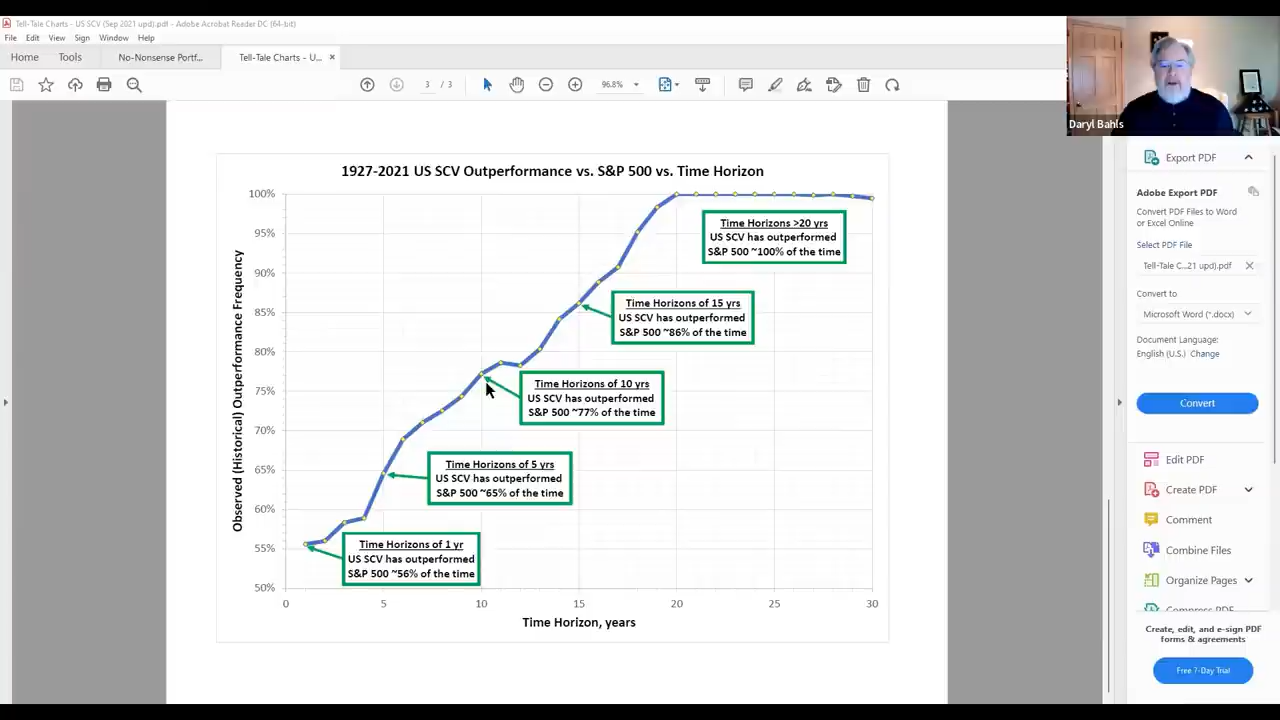 Tell-Tale Charts - US SCV (Sep 2021 upd).pdf - Adobe Acrobat Reader DC (64-bit)
File Edit View Sign Window Help
Home Tools No-Nonsense Portf... Tell-Tale Charts - U... ×
3 / 3 96.8%
Daryl Bahls
1927-2021 US SCV Outperformance vs. S&P 500 vs. Time Horizon
Observed (Historical) Outperformance Frequency
100%
95%
90%
85%
80%
75%
70%
65%
60%
55%
50%
Time Horizons >20 yrs
US SCV has outperformed
S&P 500 ~100% of the time
Time Horizons of 15 yrs
US SCV has outperformed
S&P 500 ~86% of the time
Time Horizons of 10 yrs
US SCV has outperformed
S&P 500 ~77% of the time
Time Horizons of 5 yrs
US SCV has outperformed
S&P 500 ~65% of the time
Time Horizons of 1 yr
US SCV has outperformed
S&P 500 ~56% of the time
0 5 10 15 20 25 30
Time Horizon, years
Export PDF
Adobe Export PDF
Convert PDF Files to Word
or Excel Online
Select PDF File
Tell-Tale C...21 upd).pdf
Convert to
Microsoft Word (*.docx)
Document Language:
English (U.S.) Change
Convert
Edit PDF
Create PDF
Comment
Combine Files
Organize Pages
Compress PDF
Create, edit, and e-sign PDF
forms & agreements
Free 7-Day Trial